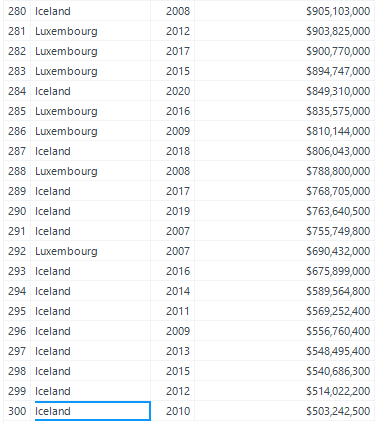 280 Iceland 2008 $905,103,000
281 Luxembourg 2012 $903,825,000
282 Luxembourg 2017 $900,770,000
283 Luxembourg 2015 $894,747,000
284 Iceland 2020 $849,310,000
285 Luxembourg 2016 $835,575,000
286 Luxembourg 2009 $810,144,000
287 Iceland 2018 $806,043,000
288 Luxembourg 2008 $788,800,000
289 Iceland 2017 $768,705,000
290 Iceland 2019 $763,640,500
291 Iceland 2007 $755,749,800
292 Luxembourg 2007 $690,432,000
293 Iceland 2016 $675,899,000
294 Iceland 2014 $589,564,800
295 Iceland 2011 $569,252,400
296 Iceland 2009 $556,760,400
297 Iceland 2013 $548,495,400
298 Iceland 2015 $540,686,300
299 Iceland 2012 $514,022,200
300 Iceland 2010 $503,242,500